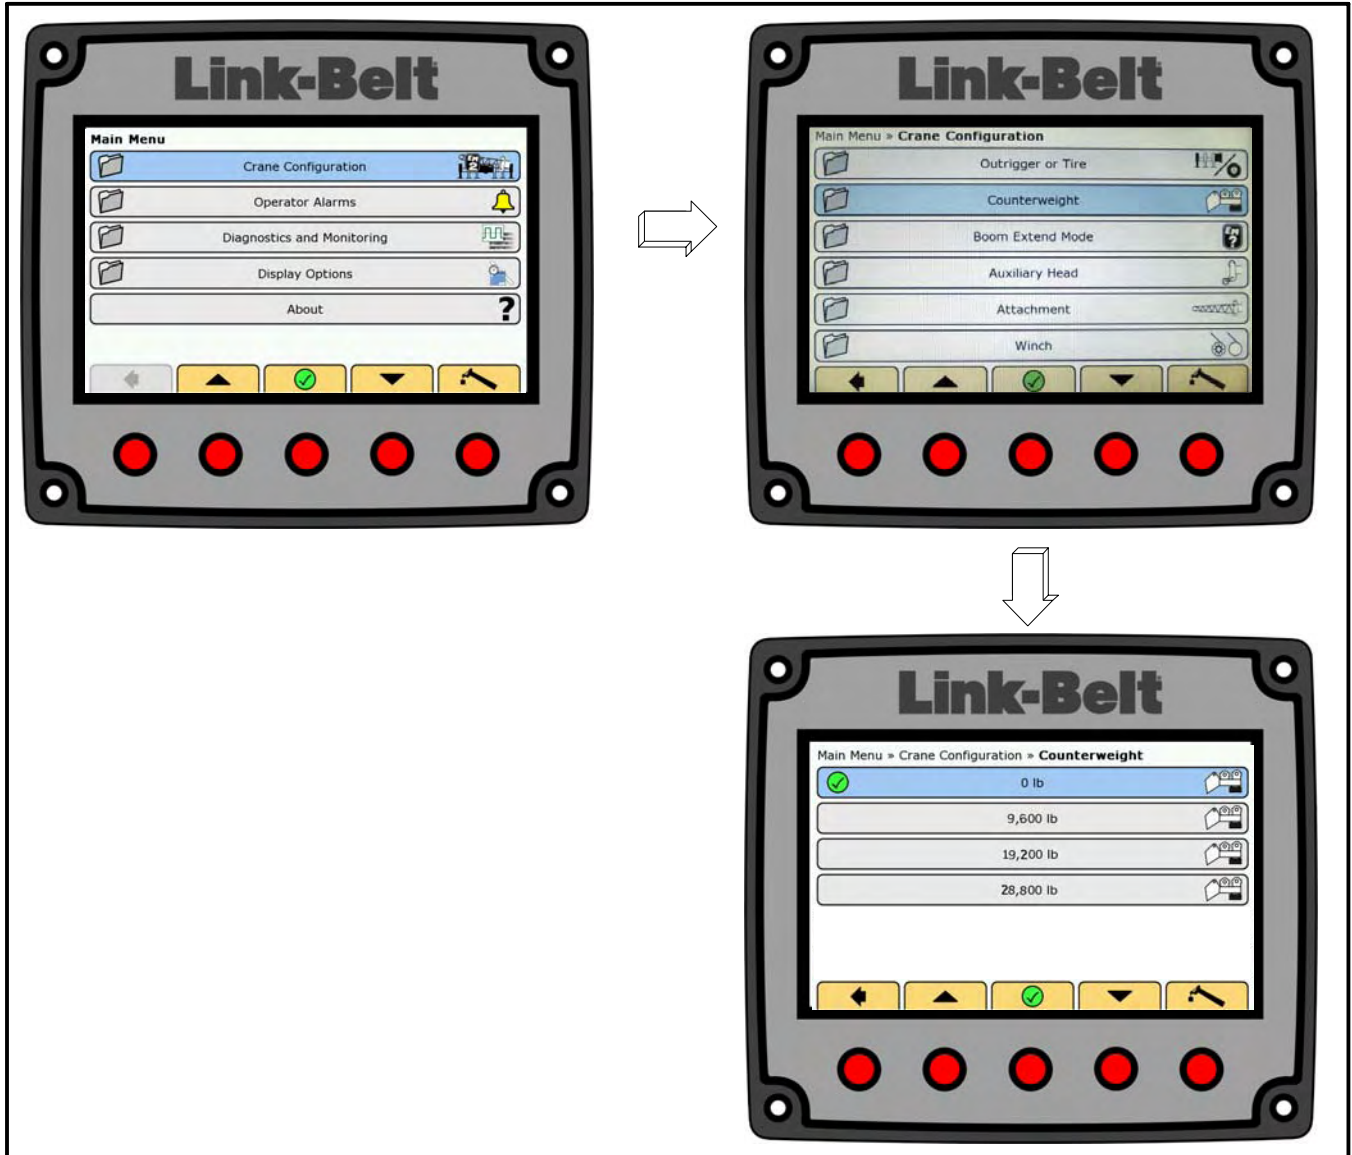 Link-Belt
Main Menu
Crane Configuration
Operator Alarms
Diagnostics and Monitoring
Display Options
About
?
Link-Belt
Main Menu » Crane Configuration
Outrigger or Tire
Counterweight
Boom Extend Mode
Auxiliary Head
Attachment
Winch
Link-Belt
Main Menu » Crane Configuration » Counterweight
0 lb
9,600 lb
19,200 lb
28,800 lb